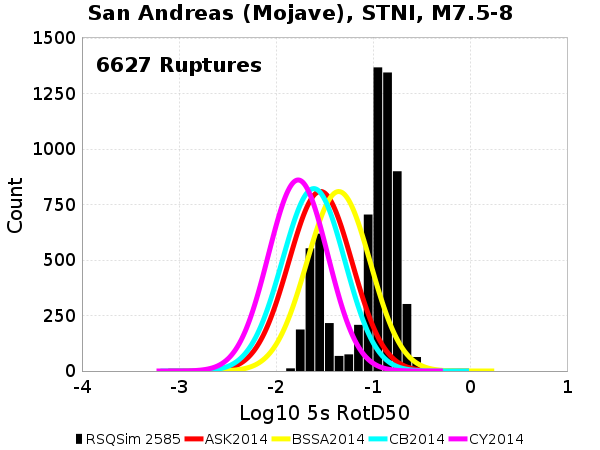 San Andreas (Mojave), STNI, M7.5-8
6627 Ruptures
1500
1250
1000
750
500
250
0
Count
-4 -3 -2 -1 0 1
Log10 5s RotD50
RSQSim 2585 ASK2014 BSSA2014 CB2014 CY2014